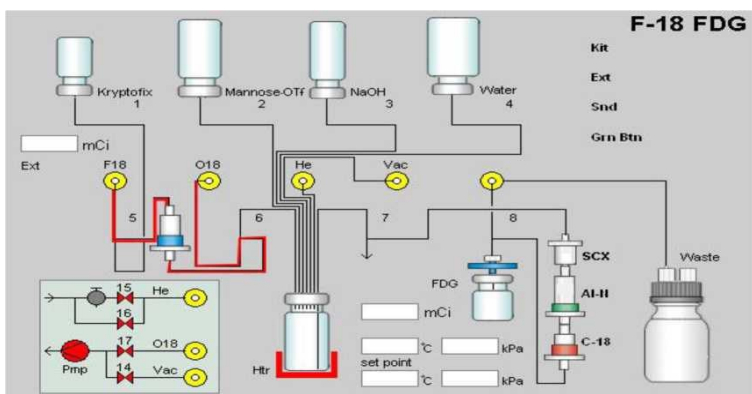 F-18 FDG
Kit
Ext
Snd
Grn Btn
Kryptofix
1
Mannose-OTf
2
NaOH
3
Water
4
mCi
Ext
F18
O18
He
Vac
5
6
7
8
SCX
Al-II
C-18
Waste
FDG
mCi
°C
kPa
set point
°C
kPa
Htr
15
He
16
17
O18
Pmp
14
Vac